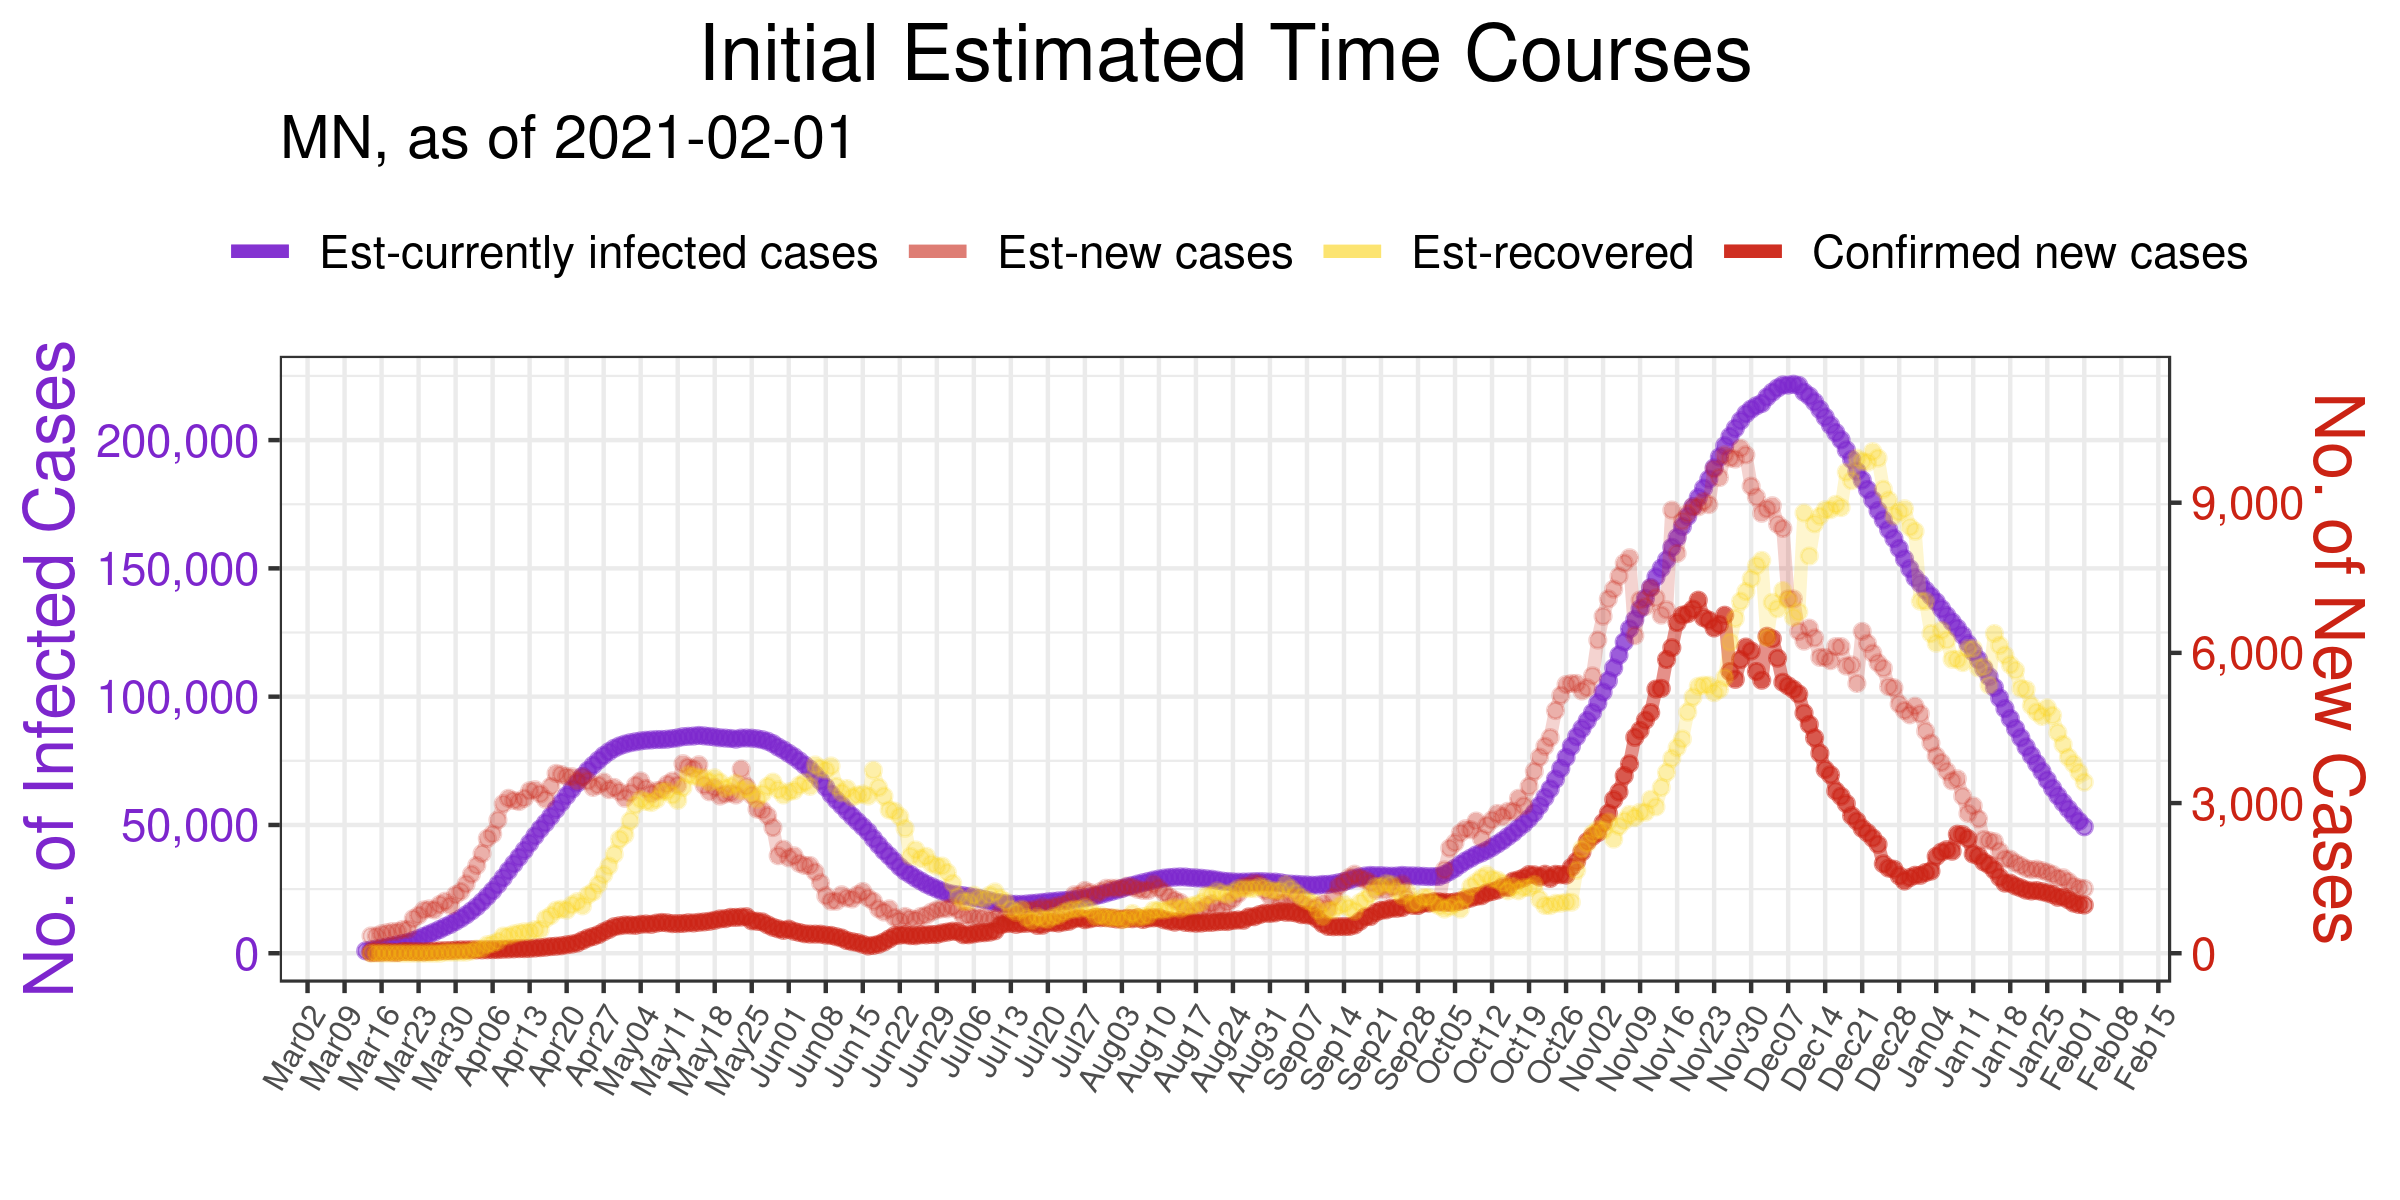 Initial Estimated Time Courses
MN, as of 2021-02-01
Est-currently infected cases
Est-new cases
Est-recovered
Confirmed new cases
No. of Infected Cases
200,000
150,000
100,000
50,000
0
9,000
6,000
3,000
0
No. of New Cases
Mar02
Mar09
Mar16
Mar23
Mar30
Apr06
Apr13
Apr20
Apr27
May04
May11
May18
May25
Jun01
Jun08
Jun15
Jun22
Jun29
Jul06
Jul13
Jul20
Jul27
Aug03
Aug10
Aug17
Aug24
Aug31
Sep07
Sep14
Sep21
Sep28
Oct05
Oct12
Oct19
Oct26
Nov02
Nov09
Nov16
Nov23
Nov30
Dec07
Dec14
Dec21
Dec28
Jan04
Jan11
Jan18
Jan25
Feb01
Feb08
Feb15